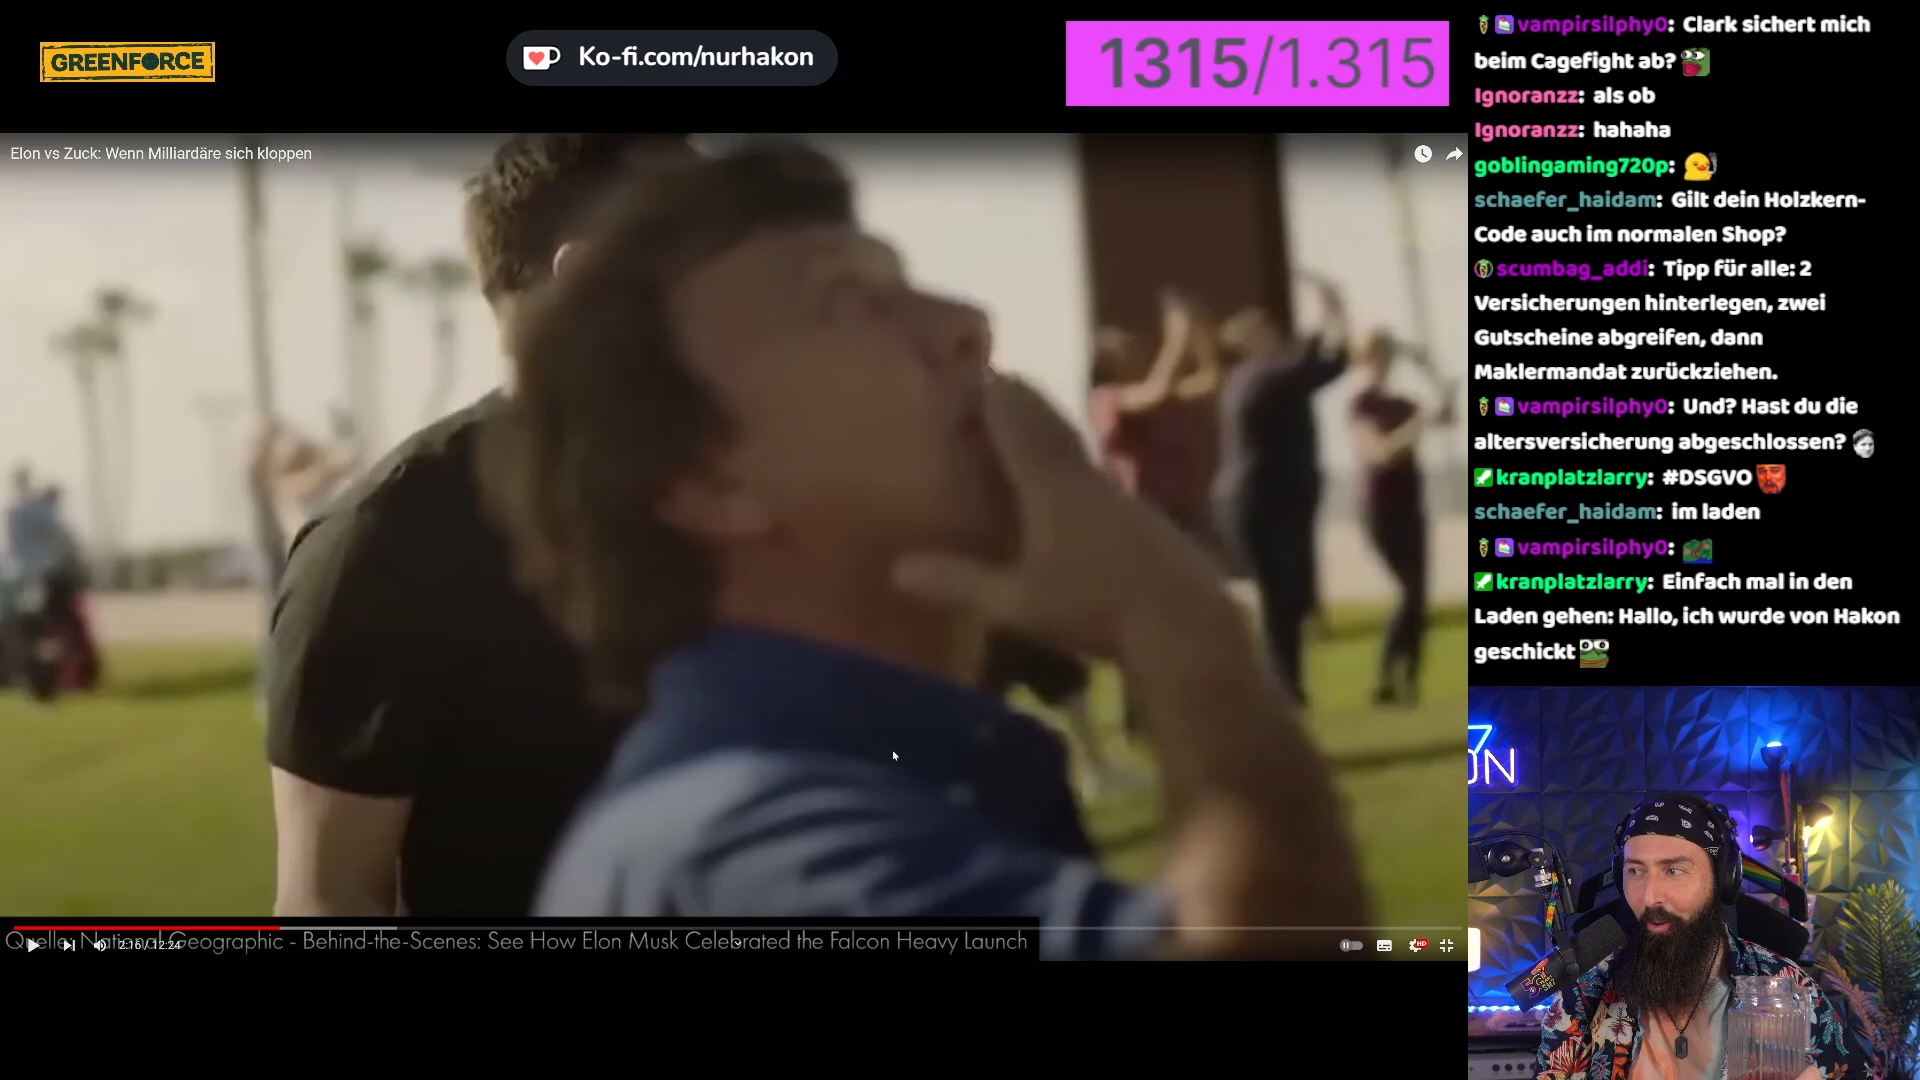 GREENFORCE
Ko-fi.com/nurhakon
1315/1.315
Elon vs Zuck: Wenn Milliardäre sich kloppen
Quelle: National Geographic - Behind-the-Scenes: See How Elon Musk Celebrated the Falcon Heavy Launch
2:16 / 12:24
HD
vampirsilphy0: Clark sichert mich
beim Cagefight ab?
Ignoranzz: als ob
Ignoranzz: hahaha
goblingaming720p:
schaefer_haidam: Gilt dein Holzkern-
Code auch im normalen Shop?
scumbag_addi: Tipp für alle: 2
Versicherungen hinterlegen, zwei
Gutscheine abgreifen, dann
Maklermandat zurückziehen.
vampirsilphy0: Und? Hast du die
altersversicherung abgeschlossen?
kranplatzlarry: #DSGVO
schaefer_haidam: im laden
vampirsilphy0:
kranplatzlarry: Einfach mal in den
Laden gehen: Hallo, ich wurde von Hakon
geschickt
ON